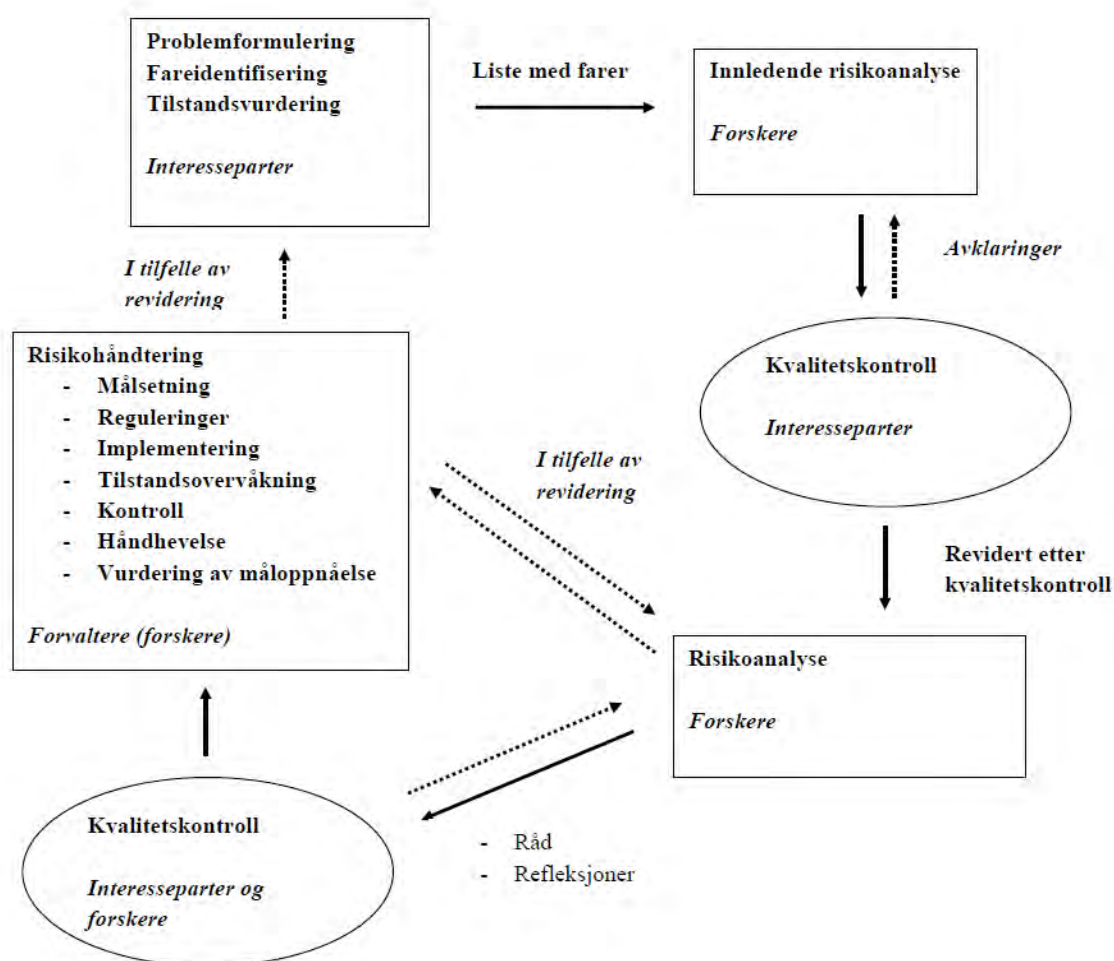 Problemformulering
Fareidentifisering
Tilstandsvurdering
Interesseparter
Liste med farer
Innledende risikoanalyse
Forskere
Avklaringer
I tilfelle av
revidering
Kvalitetskontroll
Interesseparter
Risikohåndtering
- Målsetning
- Reguleringer
- Implementering
- Tilstandsovervåkning
- Kontroll
- Håndhevelse
- Vurdering av måloppnåelse
Forvaltere (forskere)
I tilfelle av
revidering
Revidert etter
kvalitetskontroll
Risikoanalyse
Forskere
Kvalitetskontroll
Interesseparter og
forskere
- Råd
- Refleksjoner